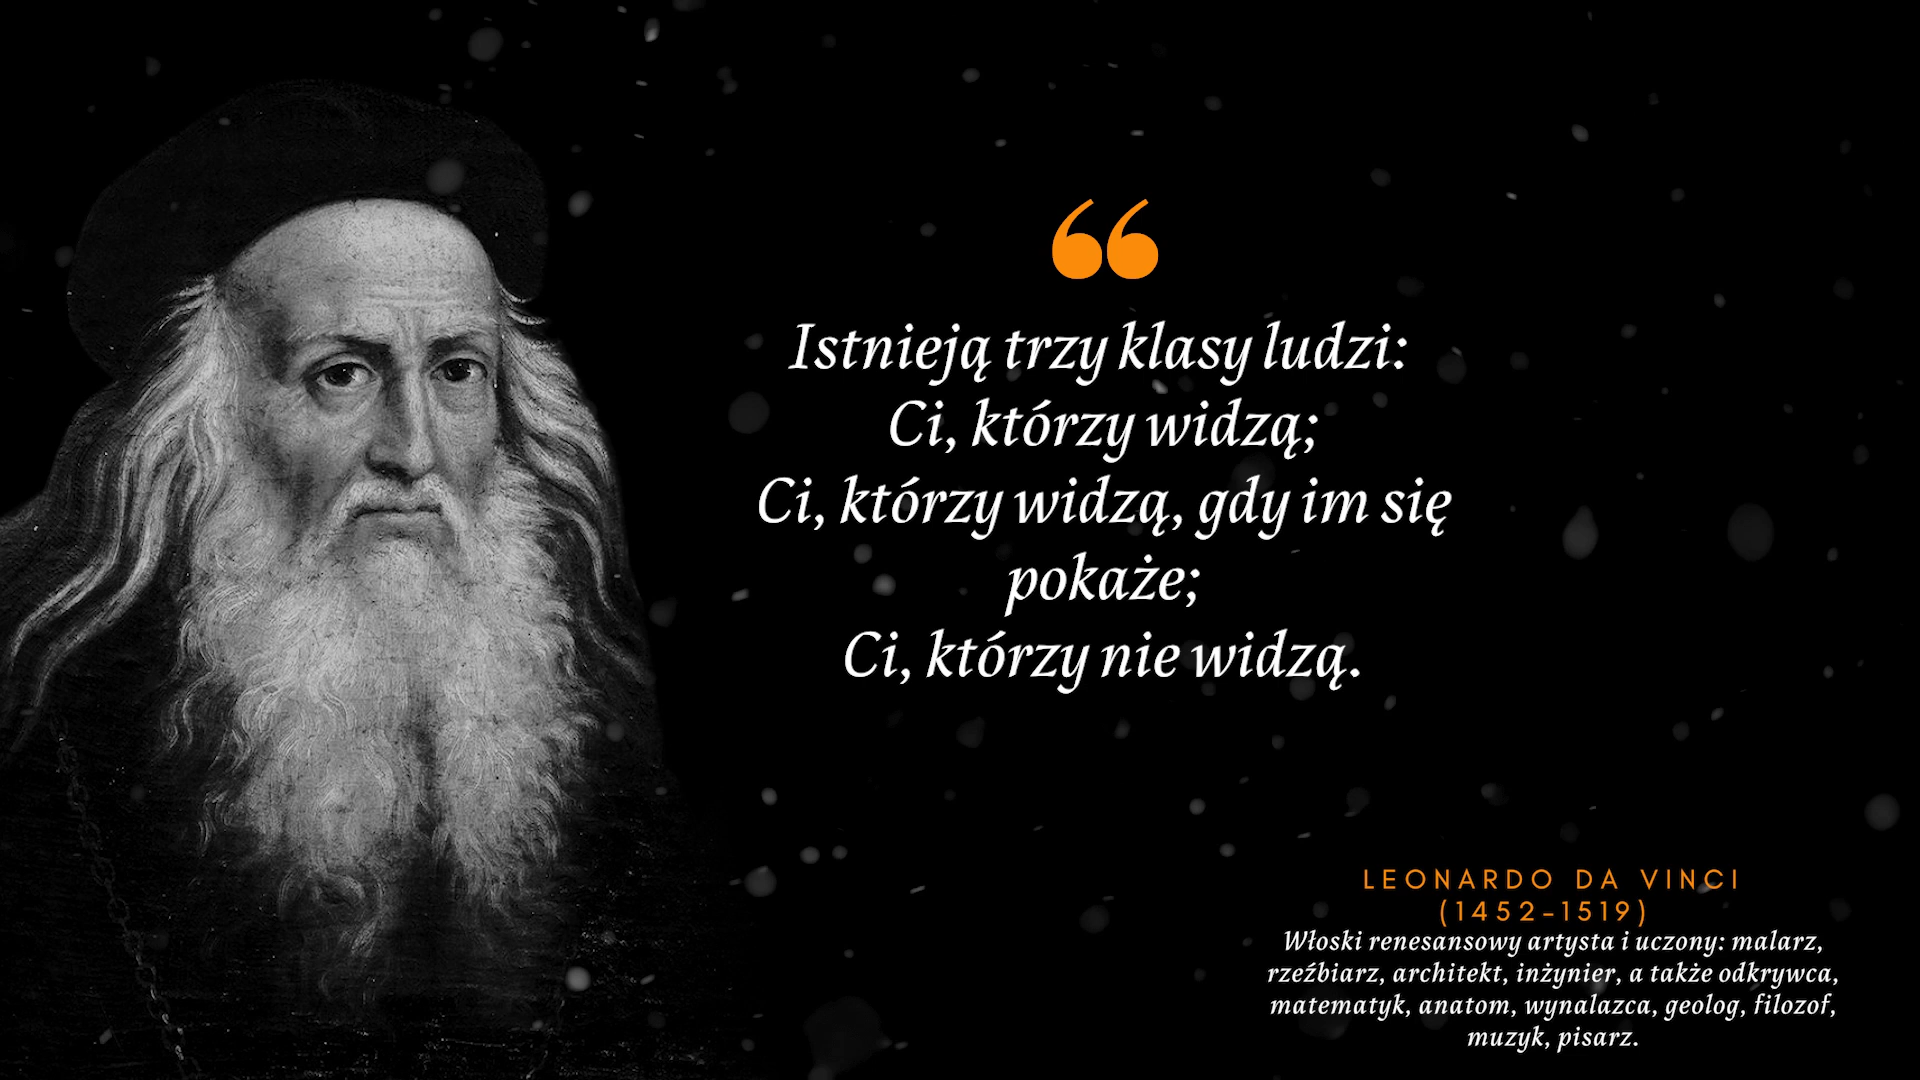 “
Istnieją trzy klasy ludzi:
Ci, którzy widzą;
Ci, którzy widzą, gdy im się
pokaże;
Ci, którzy nie widzą.
LEONARDO DA VINCI
(1452-1519)
Włoski renesansowy artysta i uczony: malarz,
rzeźbiarz, architekt, inżynier, a także odkrywca,
matematyk, anatom, wynalazca, geolog, filozof,
muzyk, pisarz.